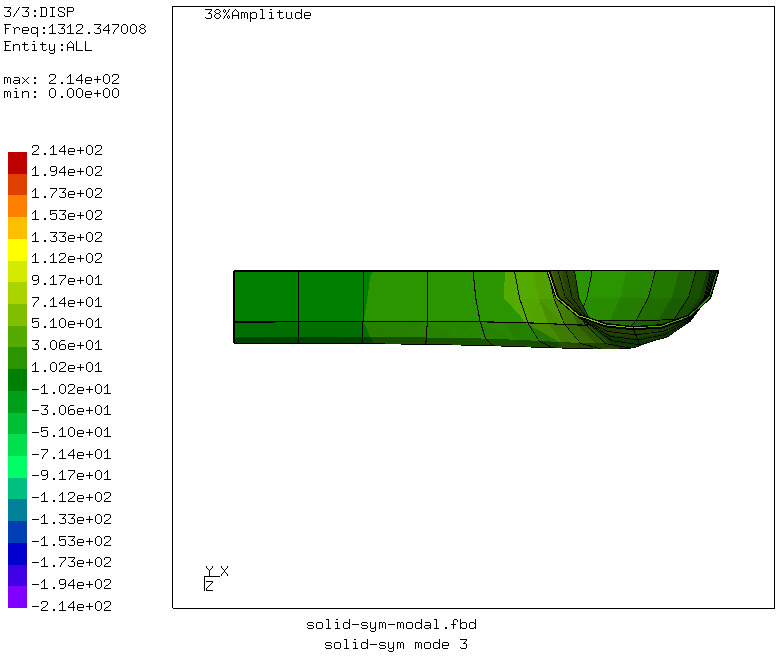 3/3:DISP
Freq:1312.347008
Entity:ALL
max: 2.14e+02
min: 0.00e+00
38%Amplitude
2.14e+02
1.94e+02
1.73e+02
1.53e+02
1.33e+02
1.12e+02
9.17e+01
7.14e+01
5.10e+01
3.06e+01
1.02e+01
-1.02e+01
-3.06e+01
-5.10e+01
-7.14e+01
-9.17e+01
-1.12e+02
-1.33e+02
-1.53e+02
-1.73e+02
-1.94e+02
-2.14e+02
Y X
Z
solid-sym-modal.fbd
solid-sym mode 3